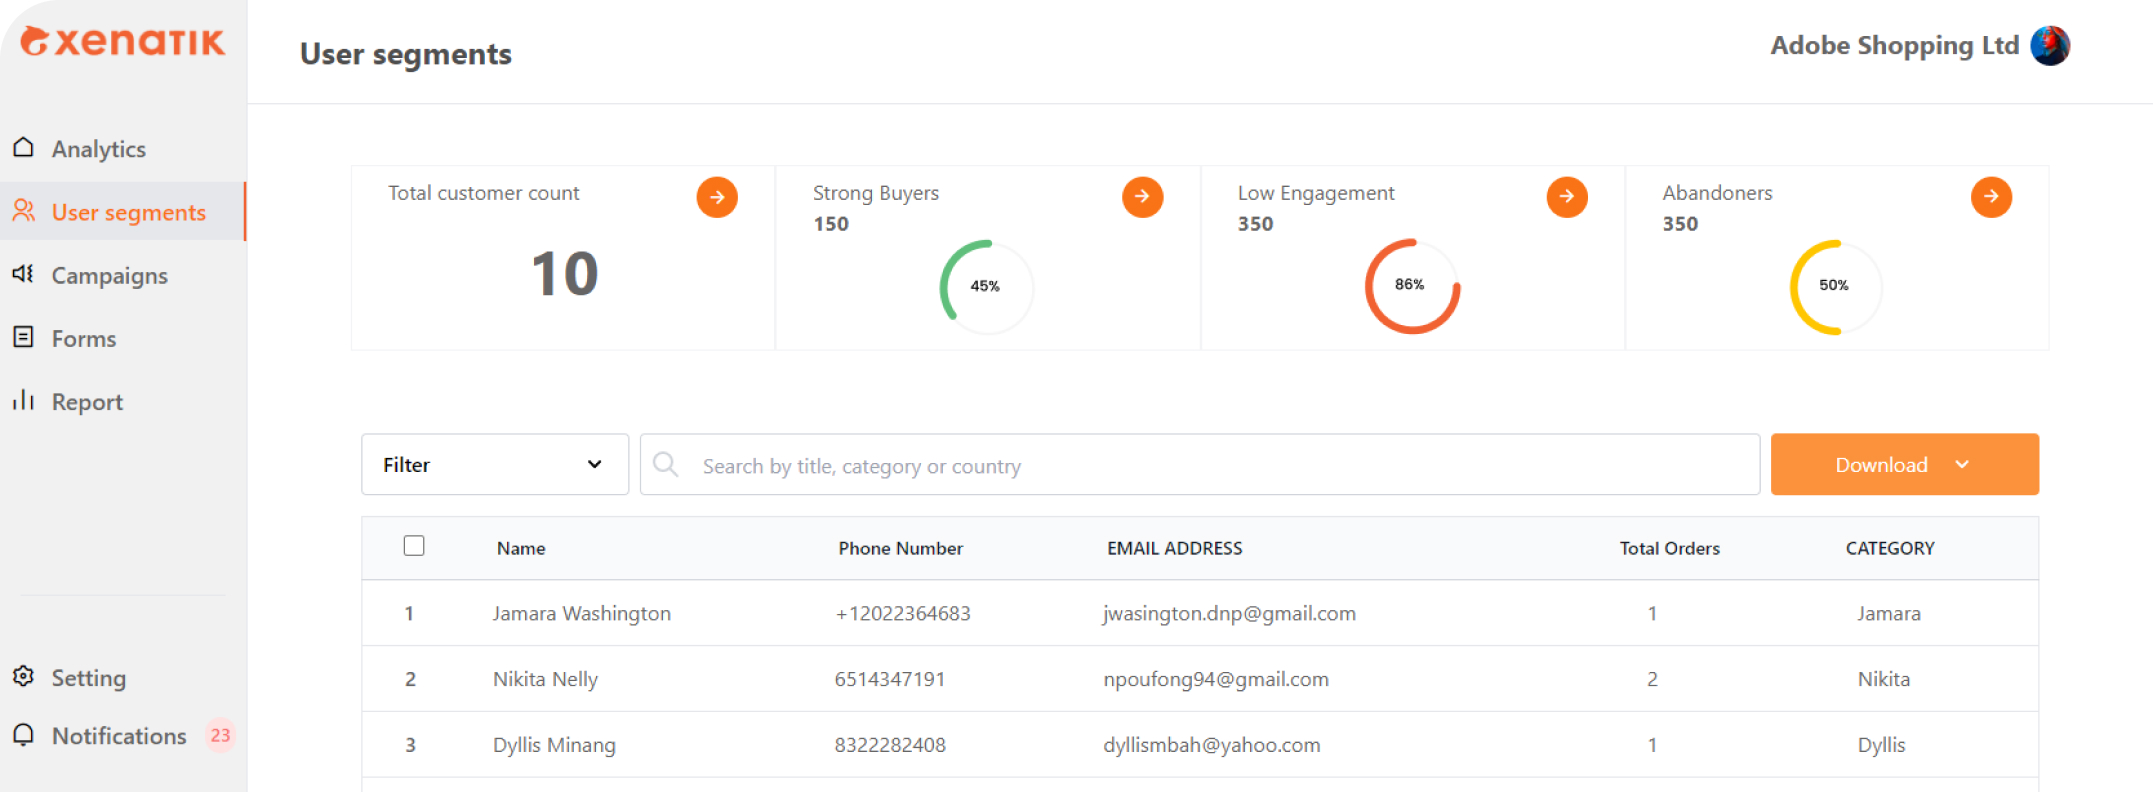 xenatik
User segments
Adobe Shopping Ltd
Analytics
User segments
Campaigns
Forms
Report
Setting
Notifications 23
Total customer count
10
Strong Buyers
150
45%
Low Engagement
350
86%
Abandoners
350
50%
Filter
Search by title, category or country
Download
Name Phone Number EMAIL ADDRESS Total Orders CATEGORY
1 Jamara Washington +12022364683 jwasington.dnp@gmail.com 1 Jamara
2 Nikita Nelly 6514347191 npoufong94@gmail.com 2 Nikita
3 Dyllis Minang 8322282408 dyllismbah@yahoo.com 1 Dyllis